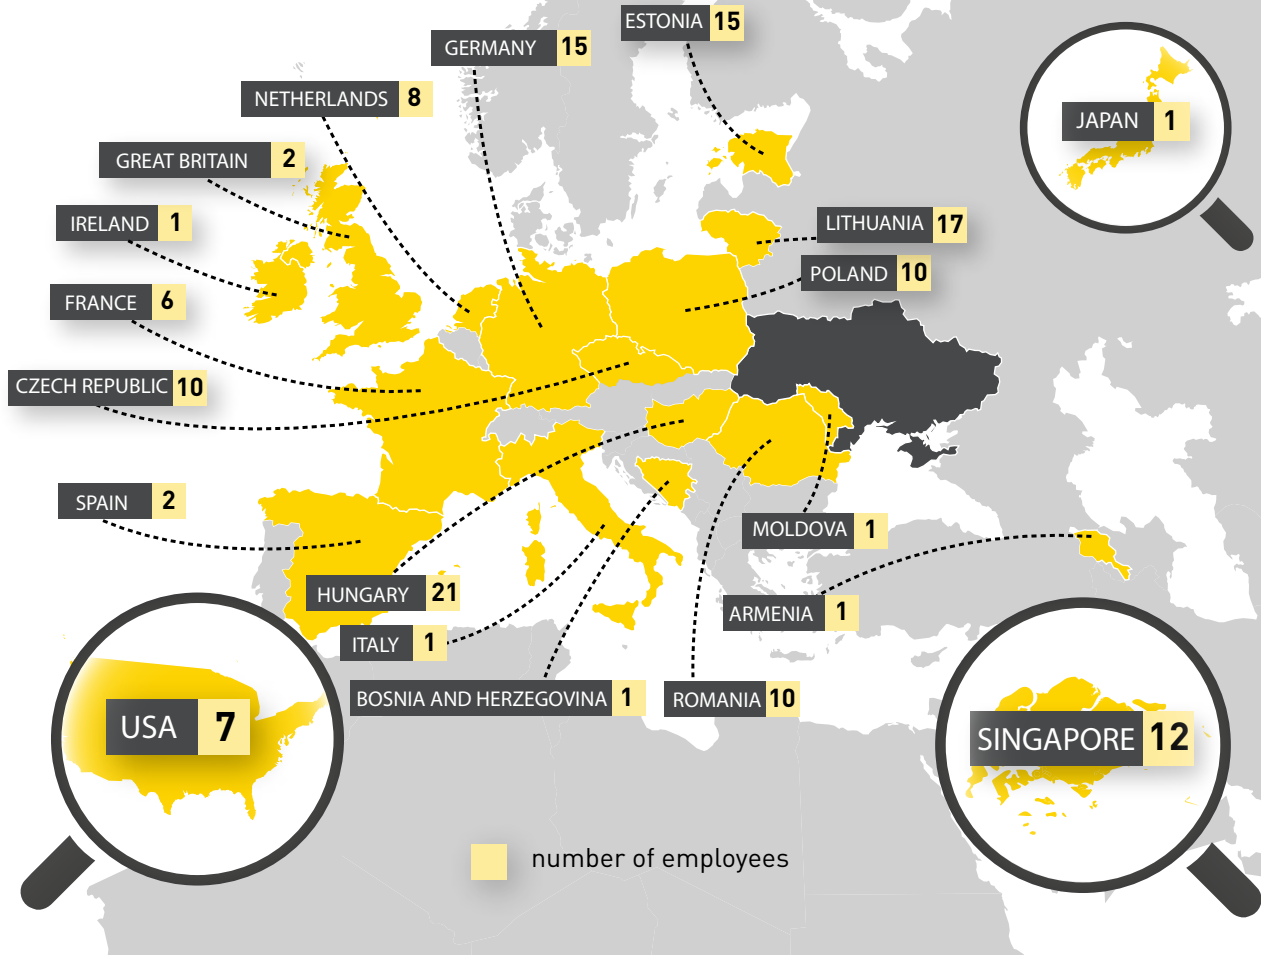 ESTONIA 15
GERMANY 15
NETHERLANDS 8
JAPAN 1
GREAT BRITAIN 2
IRELAND 1
LITHUANIA 17
POLAND 10
FRANCE 6
CZECH REPUBLIC 10
SPAIN 2
MOLDOVA 1
HUNGARY 21
ARMENIA 1
ITALY 1
BOSNIA AND HERZEGOVINA 1
ROMANIA 10
USA 7
SINGAPORE 12
number of employees